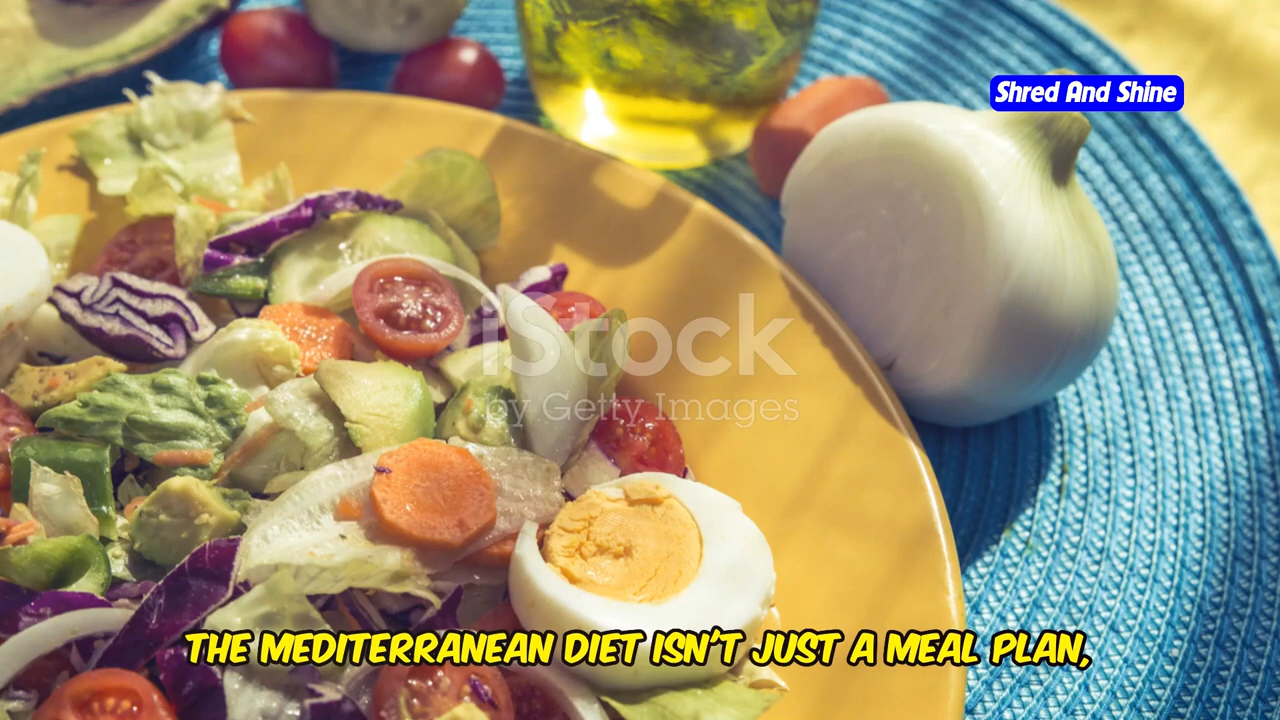 Shred And Shine
iStock
by Getty Images
THE MEDITERRANEAN DIET ISN'T JUST A MEAL PLAN,